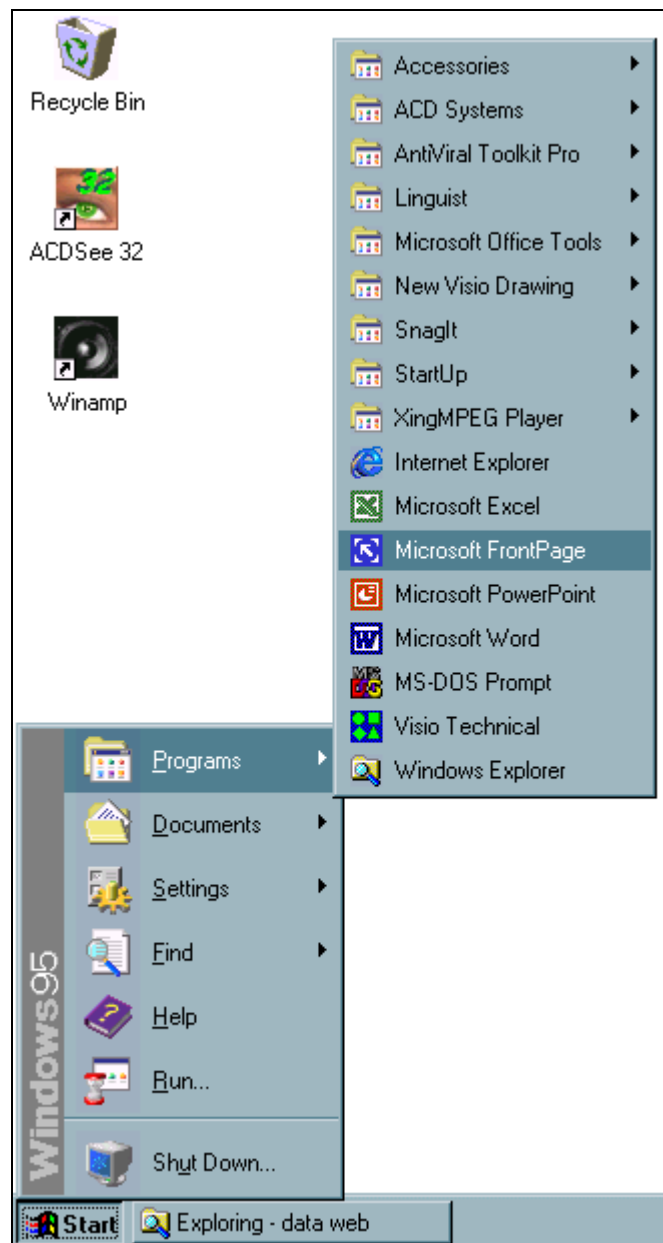 Recycle Bin
32
ACDSee 32
Winamp
Accessories
ACD Systems
AntiViral Toolkit Pro
Linguist
Microsoft Office Tools
New Visio Drawing
SnagIt
StartUp
XingMPEG Player
Internet Explorer
Microsoft Excel
Microsoft FrontPage
Microsoft PowerPoint
Microsoft Word
MS-DOS Prompt
Visio Technical
Windows Explorer
Programs
Documents
Settings
Find
Help
Run...
Shut Down...
Windows95
Start
Exploring - data web